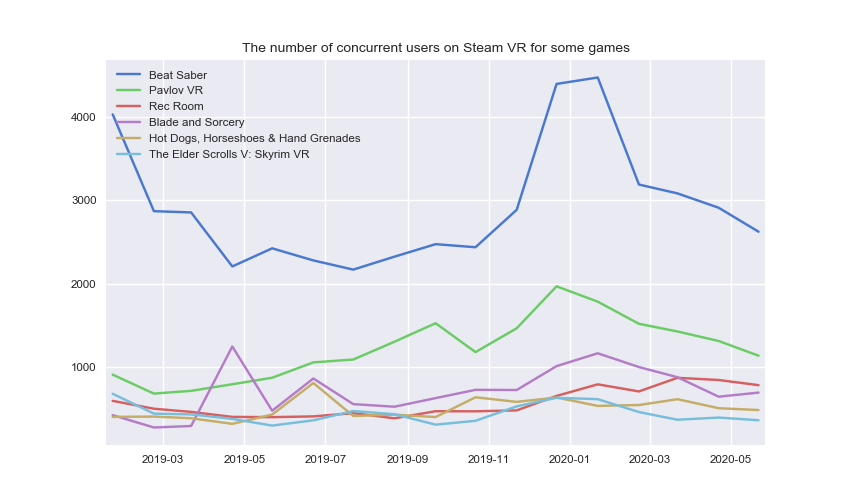 The number of concurrent users on Steam VR for some games
Beat Saber
Pavlov VR
Rec Room
Blade and Sorcery
Hot Dogs, Horseshoes & Hand Grenades
The Elder Scrolls V: Skyrim VR
4000
3000
2000
1000
2019-03 2019-05 2019-07 2019-09 2019-11 2020-01 2020-03 2020-05